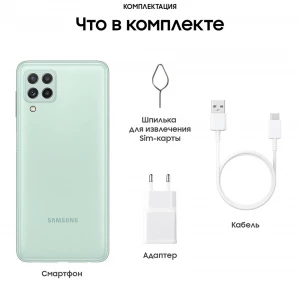 КОМПЛЕКТАЦИЯ
Что в комплекте
Шпилька
для извлечения
Sim-карты
SAMSUNG
Кабель
Адаптер
Смартфон